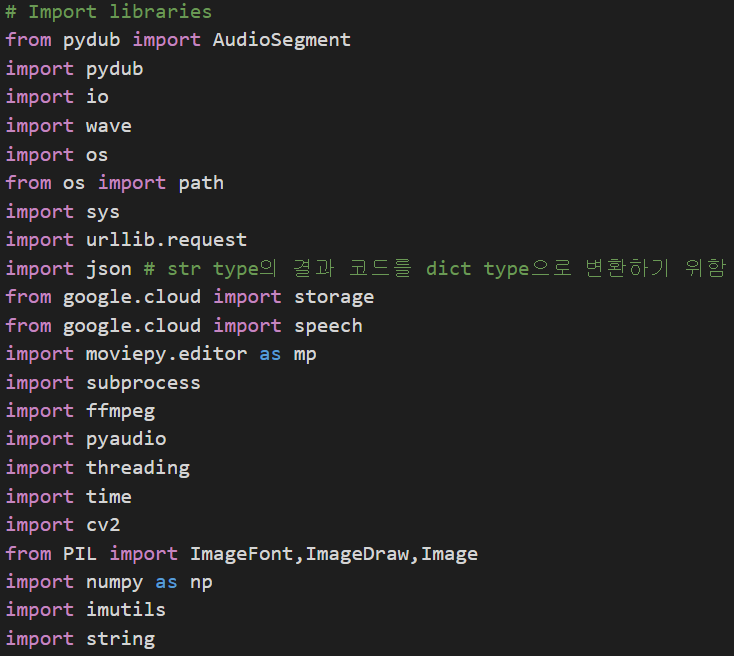 # Import libraries
from pydub import AudioSegment
import pydub
import io
import wave
import os
from os import path
import sys
import urllib.request
import json # str type의 결과 코드를 dict type으로 변환하기 위함
from google.cloud import storage
from google.cloud import speech
import moviepy.editor as mp
import subprocess
import ffmpeg
import pyaudio
import threading
import time
import cv2
from PIL import ImageFont,ImageDraw,Image
import numpy as np
import imutils
import string